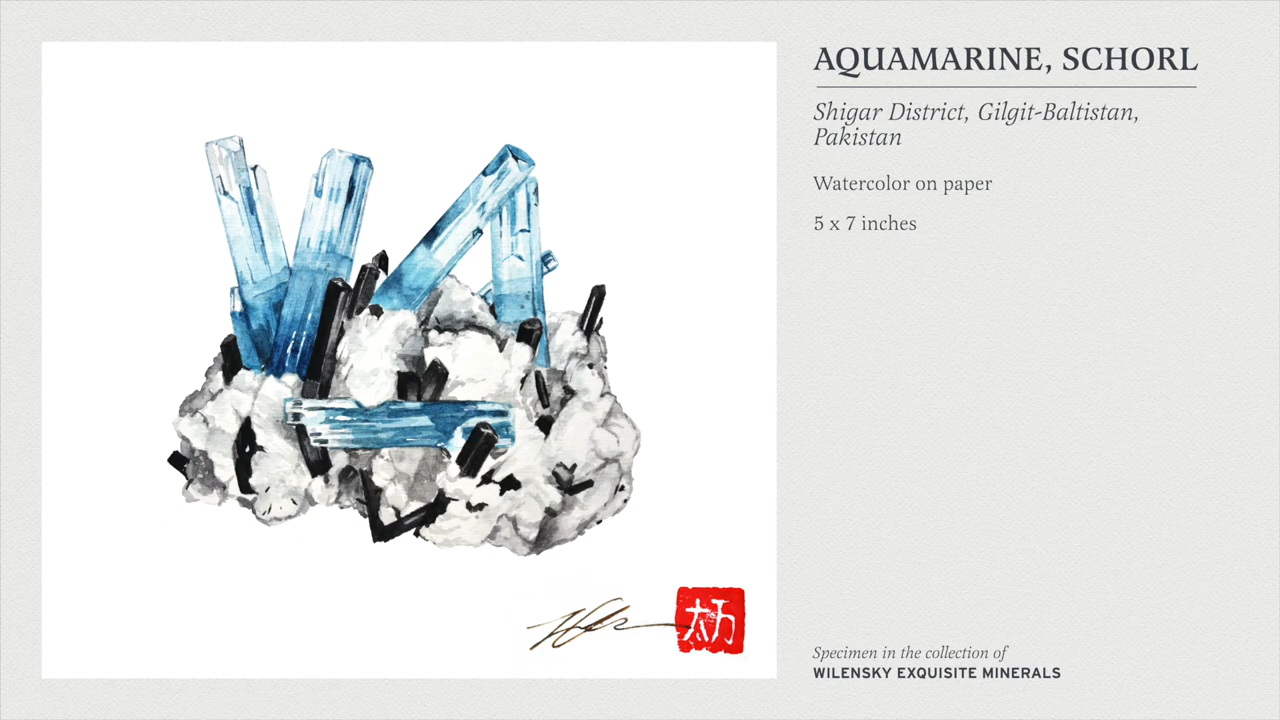 AQUAMARINE, SCHORL
Shigar District, Gilgit-Baltistan,
Pakistan
Watercolor on paper
5 x 7 inches
Specimen in the collection of
WILENSKY EXQUISITE MINERALS